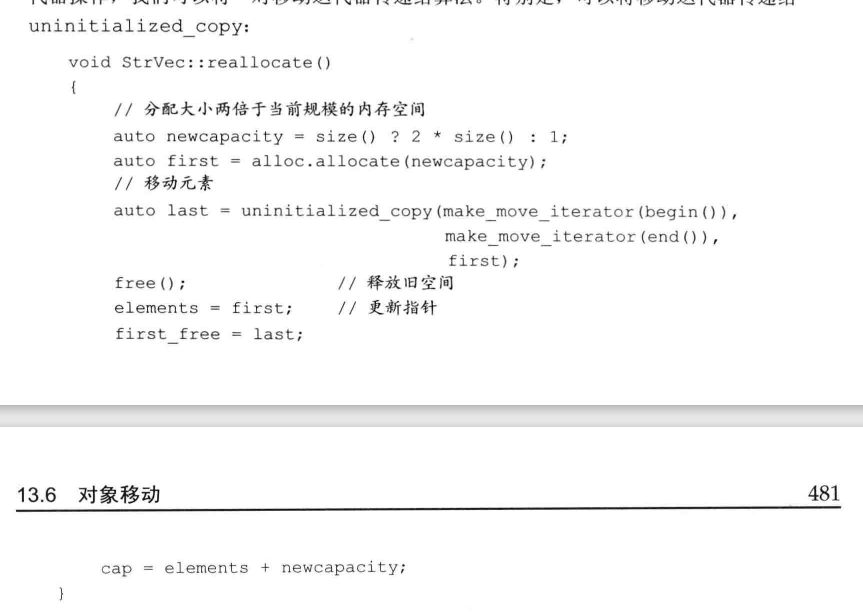 uninitialized_copy:
void StrVec::reallocate()
{
// 分配大小两倍于当前规模的内存空间
auto newcapacity = size() ? 2 * size() : 1;
auto first = alloc.allocate(newcapacity);
// 移动元素
auto last = uninitialized_copy(make_move_iterator(begin()),
make_move_iterator(end()),
first);
free(); // 释放旧空间
elements = first; // 更新指针
first_free = last;
13.6 对象移动 481
cap = elements + newcapacity;
}